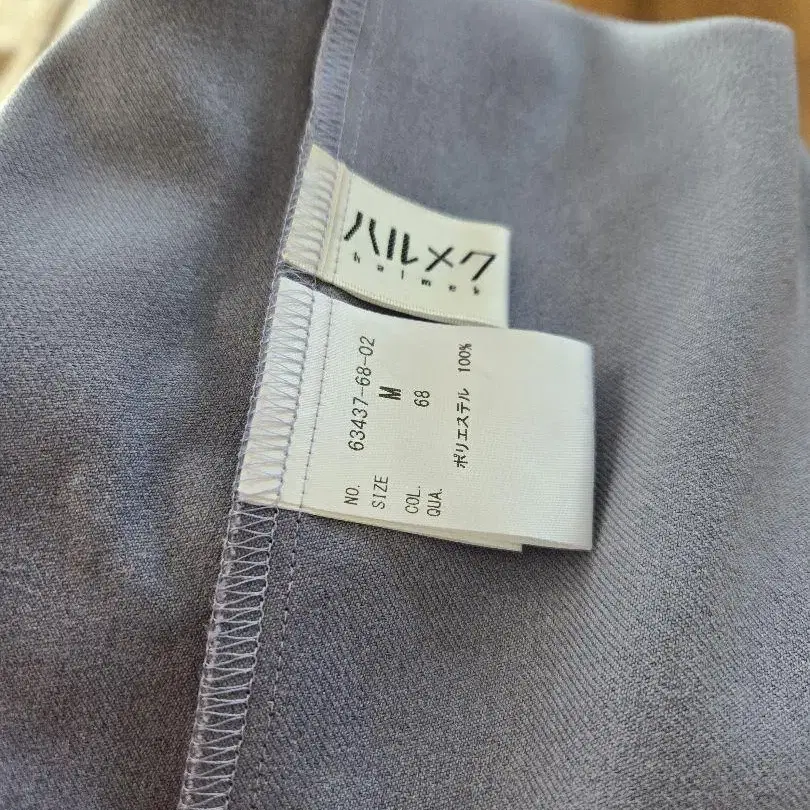 ハルメク
halmek
NO. 63437-68-02
SIZE M
COL. 68
QUA.
ポリエステル 100%